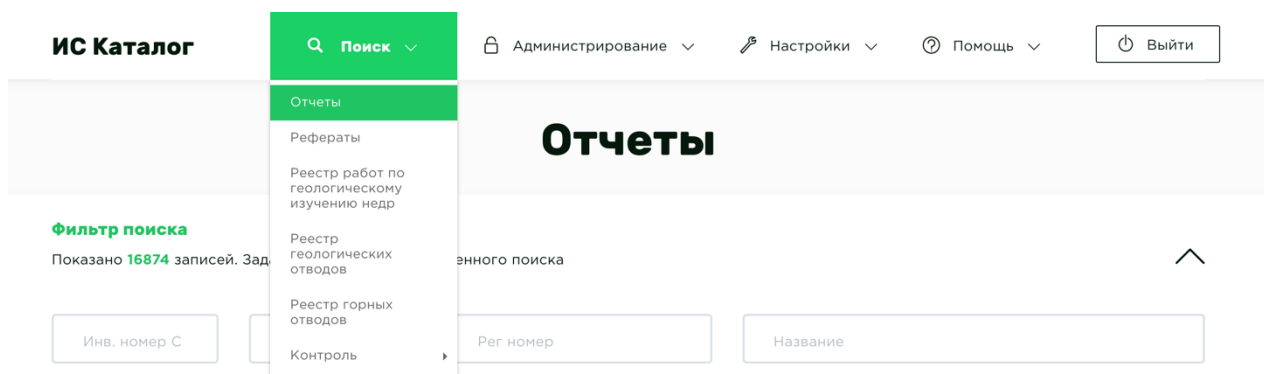 ИС Каталог
Поиск
Администрирование
Настройки
Помощь
Выйти
Отчеты
Рефераты
Реестр работ по
геологическому
изучению недр
Реестр
геологических
отводов
Реестр горных
отводов
Контроль
Отчеты
Фильтр поиска
Показано 16874 записей. Зад
енного поиска
Инв. номер С
Рег номер
Название